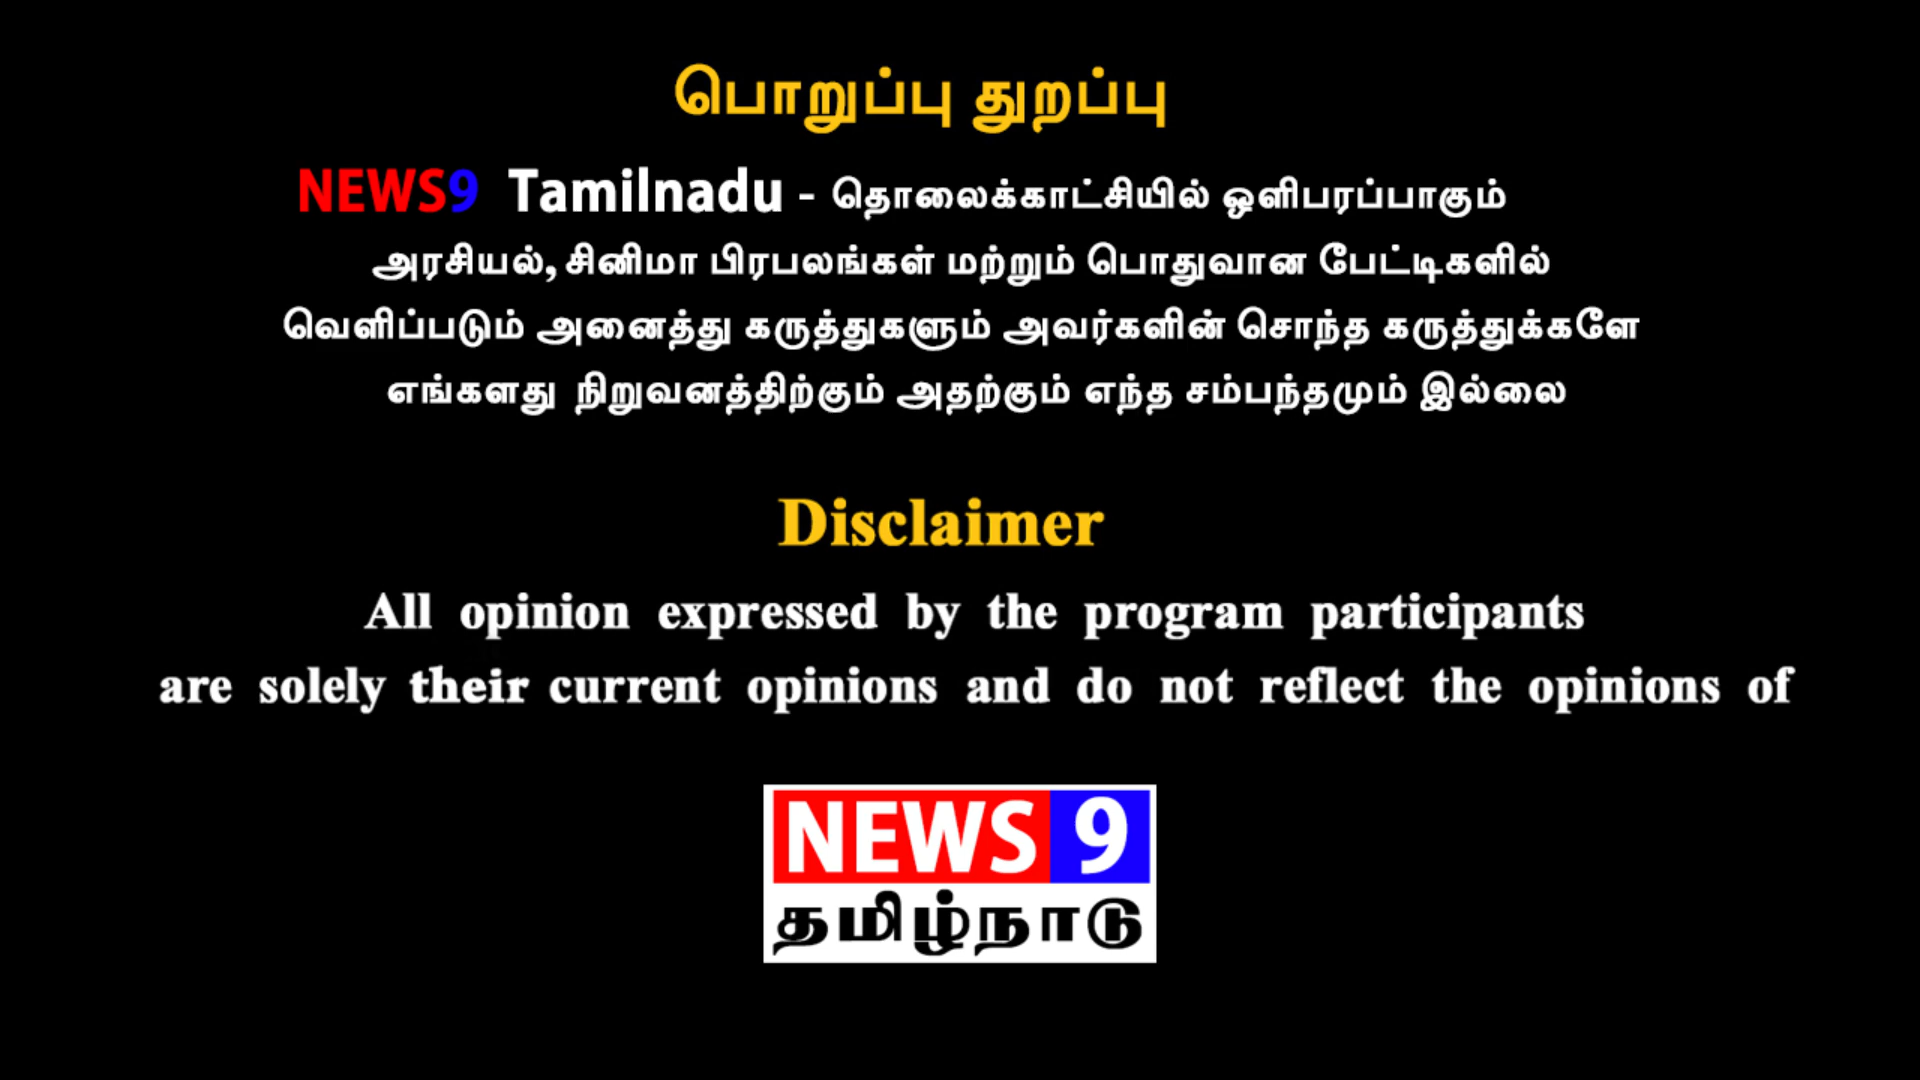 பொறுப்பு துறப்பு
NEWS9 Tamilnadu - தொலைக்காட்சியில் ஒளிபரப்பாகும்
அரசியல், சினிமா பிரபலங்கள் மற்றும் பொதுவான பேட்டிகளில்
வெளிப்படும் அனைத்து கருத்துகளும் அவர்களின் சொந்த கருத்துக்களே
எங்களது நிறுவனத்திற்கும் அதற்கும் எந்த சம்பந்தமும் இல்லை
Disclaimer
All opinion expressed by the program participants
are solely their current opinions and do not reflect the opinions of
NEWS 9
தமிழ்நாடு